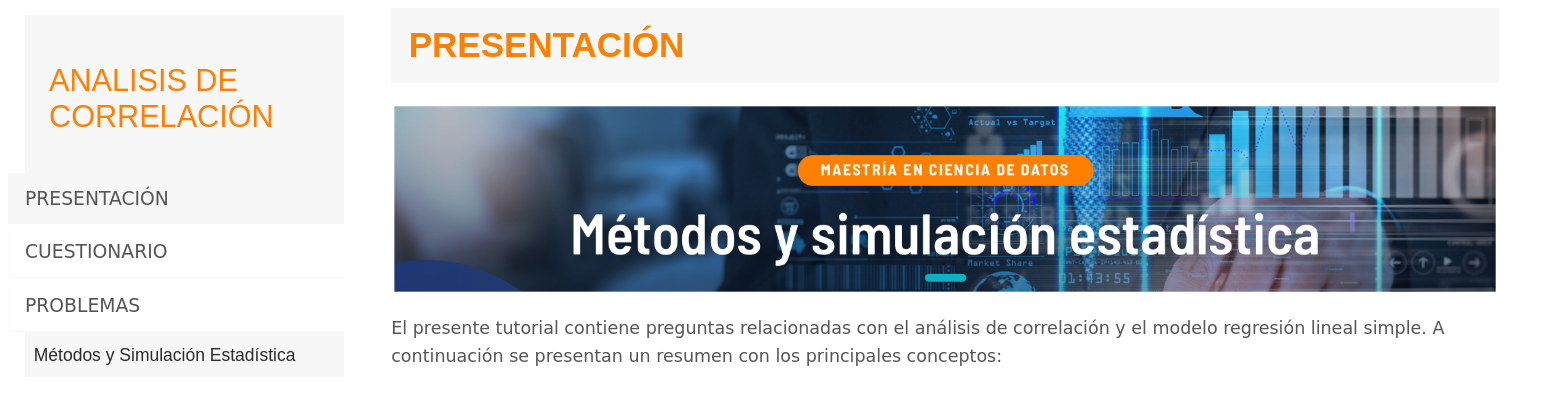 ANALISIS DE
CORRELACIÓN
PRESENTACIÓN
CUESTIONARIO
PROBLEMAS
Métodos y Simulación Estadística
PRESENTACIÓN
Actual vs Target
MAESTRÍA EN CIENCIA DE DATOS
Métodos y simulación estadística
Market Share
01:43:55
El presente tutorial contiene preguntas relacionadas con el análisis de correlación y el modelo regresión lineal simple. A
continuación se presentan un resumen con los principales conceptos: